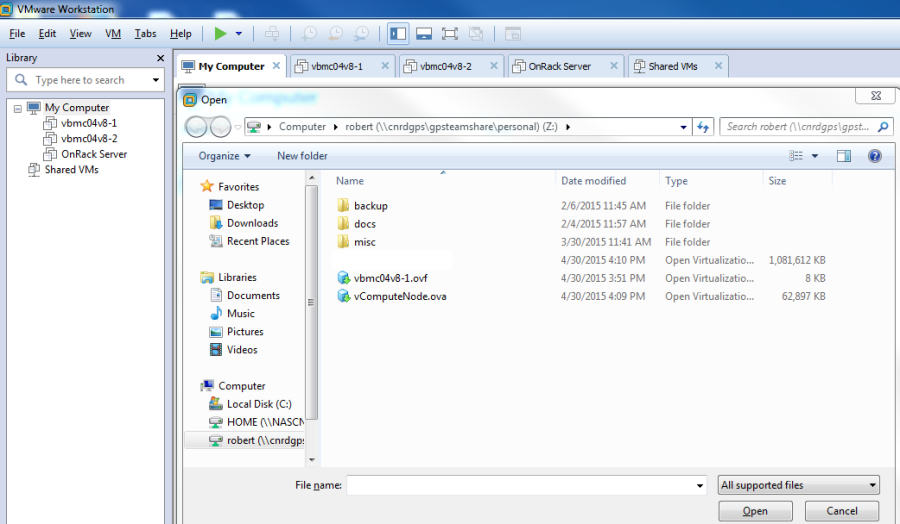 VMware Workstation
File Edit View VM Tabs Help
Library
Type here to search
My Computer
vbmc04v8-1
vbmc04v8-2
OnRack Server
Shared VMs
My Computer vbmc04v8-1 vbmc04v8-2 OnRack Server Shared VMs
My Computer
Open
Computer robert (\\cnrdgps\gpsteamshare\personal) (Z:)
Search robert (\\cnrdgps\gpst...
Organize New folder
Favorites
Desktop
Downloads
Recent Places
Libraries
Documents
Music
Pictures
Videos
Computer
Local Disk (C:)
HOME (\\NASCN
robert (\\cnrdgps
Name Date modified Type Size
backup 2/6/2015 11:45 AM File folder
docs 2/4/2015 11:57 AM File folder
misc 3/30/2015 11:41 AM File folder
4/30/2015 4:10 PM Open Virtualizatio... 1,081,612 KB
vbmc04v8-1.ovf 4/30/2015 3:51 PM Open Virtualizatio... 8 KB
vComputeNode.ova 4/30/2015 4:09 PM Open Virtualizatio... 62,897 KB
File name: All supported files
Open Cancel